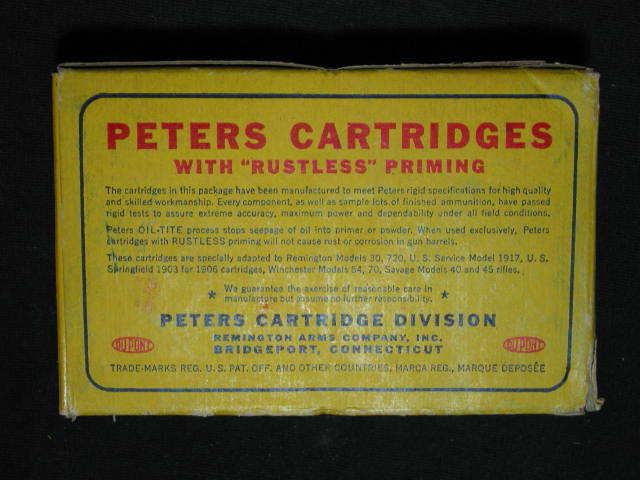 PETERS CARTRIDGES
WITH "RUSTLESS" PRIMING
The cartridges in this package have been manufactured to meet Peters rigid specifications for high quality
and skilled workmanship. Every component, as well as sample lots of finished ammunition, have passed
rigid tests to assure extreme accuracy, maximum power and dependability under all field conditions.
Peters OIL-TITE process stops seepage of oil into primer or powder. When used exclusively, Peters
cartridges with RUSTLESS priming will not cause rust or corrosion in gun barrels.
These cartridges are specially adapted to Remington Models 30, 720, U. S. Service Model 1917, U. S.
Springfield 1903 for 1906 cartridges, Winchester Models 54, 70, Savage Models 40 and 45 rifles.
* We guarantee the exercise of reasonable care in *
manufacture but assume no further responsibility.
PETERS CARTRIDGE DIVISION
REMINGTON ARMS COMPANY, INC.
BRIDGEPORT, CONNECTICUT
DU PONT
DU PONT
TRADE-MARKS REG. U. S. PAT. OFF. AND OTHER COUNTRIES, MARCA REG., MARQUE DEPOSÉE